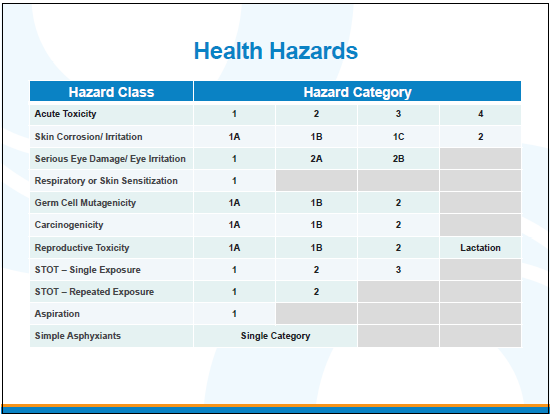 Health Hazards
Hazard Class Hazard Category
Acute Toxicity 1 2 3 4
Skin Corrosion/ Irritation 1A 1B 1C 2
Serious Eye Damage/ Eye Irritation 1 2A 2B
Respiratory or Skin Sensitization 1
Germ Cell Mutagenicity 1A 1B 2
Carcinogenicity 1A 1B 2
Reproductive Toxicity 1A 1B 2 Lactation
STOT – Single Exposure 1 2 3
STOT – Repeated Exposure 1 2
Aspiration 1
Simple Asphyxiants Single Category